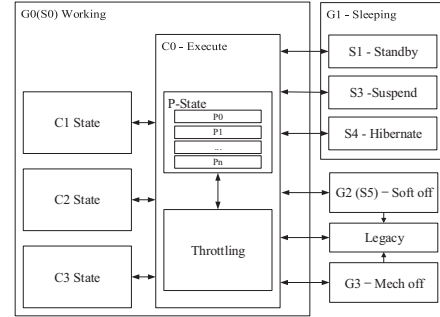 G0(S0) Working
C0 - Execute
C1 State
C2 State
C3 State
P-State
P0
P1
...
Pn
Throttling
G1 - Sleeping
S1 - Standby
S3 -Suspend
S4 - Hibernate
G2 (S5) – Soft off
Legacy
G3 – Mech off